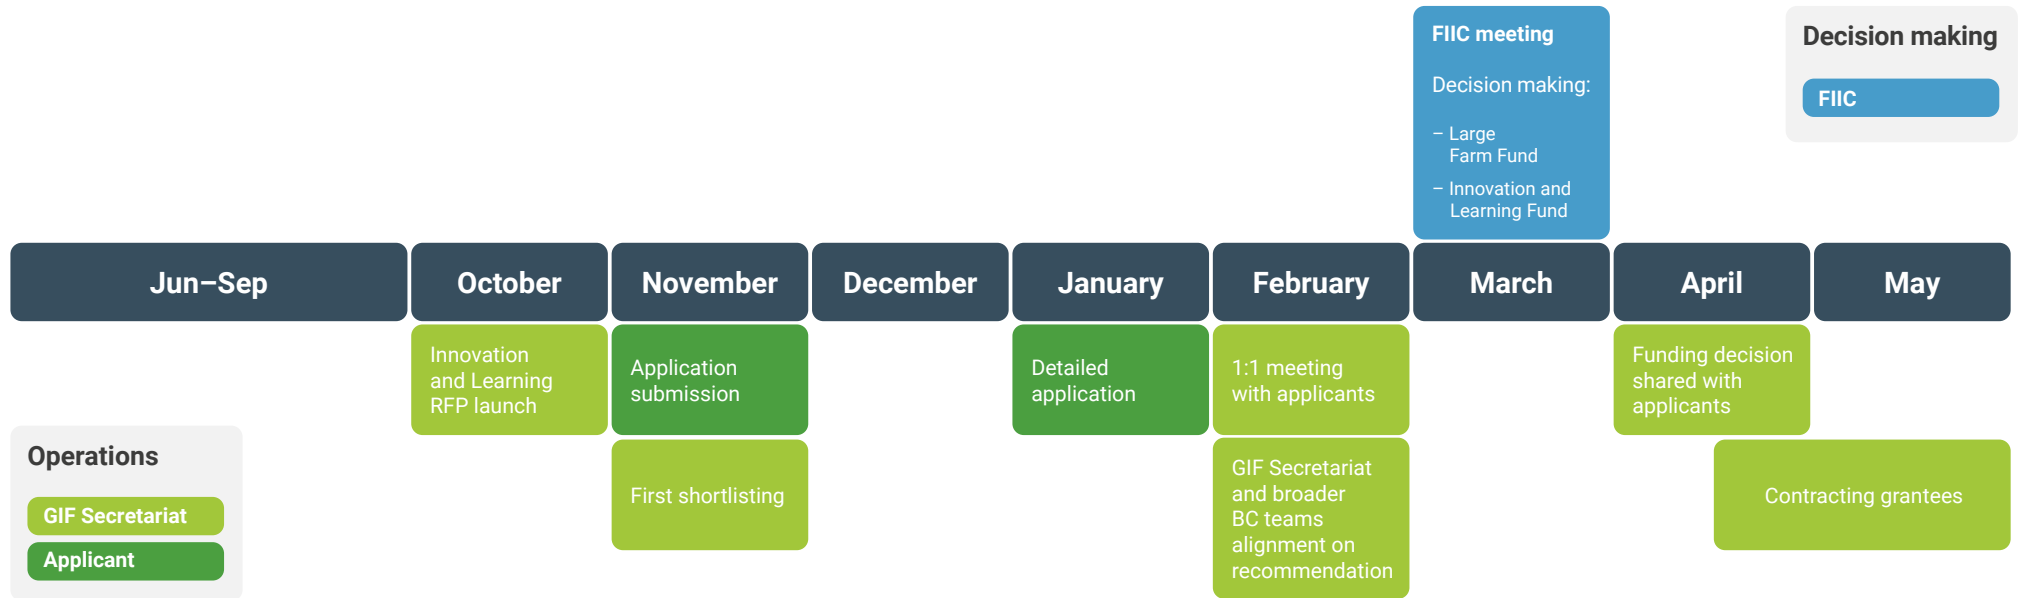 FIIC meeting
Decision making:
– Large
Farm Fund
– Innovation and
Learning Fund
Decision making
FIIC
Jun–Sep
October
November
December
January
February
March
April
May
Innovation
and Learning
RFP launch
Application
submission
Detailed
application
1:1 meeting
with applicants
Funding decision
shared with
applicants
First shortlisting
GIF Secretariat
and broader
BC teams
alignment on
recommendation
Contracting grantees
Operations
GIF Secretariat
Applicant